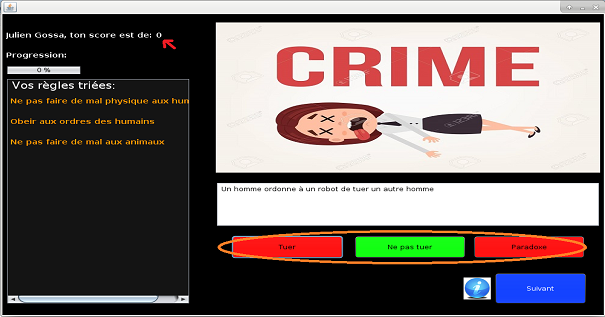 Julien Gossa, ton score est de: 0
Progression:
0 %
Vos règles triées:
Ne pas faire de mal physique aux hum
Obeir aux ordres des humains
Ne pas faire de mal aux animaux
CRIME
Un homme ordonne à un robot de tuer un autre homme
Tuer
Ne pas tuer
Paradoxe
Suivant